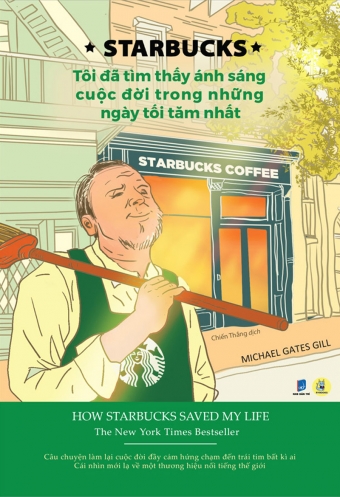 ★ STARBUCKS ★
Tôi đã tìm thấy ánh sáng
cuộc đời trong những
ngày tối tăm nhất
STARBUCKS COFFEE
Chiến Thắng dịch
MICHAEL GATES GILL
HOW STARBUCKS SAVED MY LIFE
The New York Times Bestseller
Câu chuyện làm lại cuộc đời đầy cảm hứng chạm đến trái tim bất kì ai
Cái nhìn mới lạ về một thương hiệu nổi tiếng thế giới